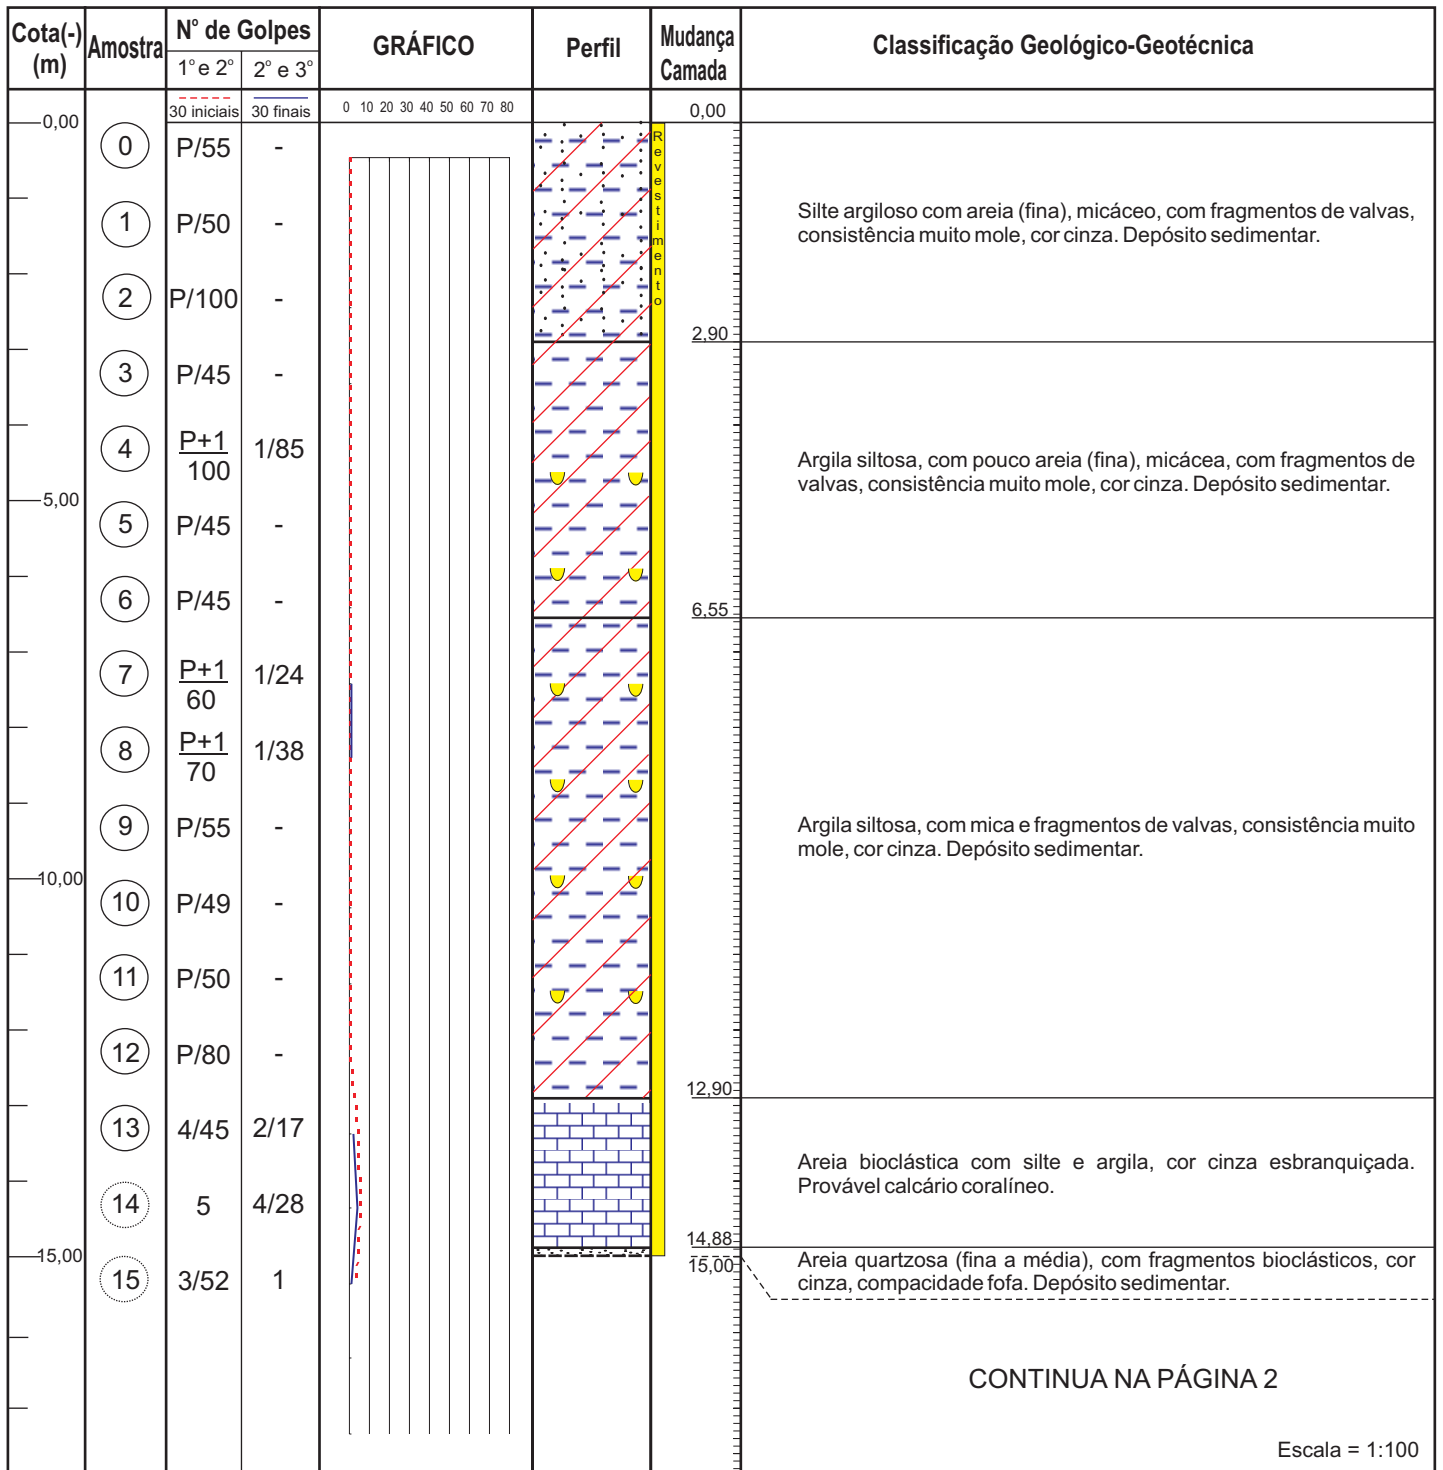 Cota(-) (m) Amostra N° de Golpes GRÁFICO Perfil Mudança Camada Classificação Geológico-Geotécnica
1° e 2° 2° e 3°
30 iniciais 30 finais 0 10 20 30 40 50 60 70 80 0,00
0,00
0 P/55 -
Revestimento
1 P/50 -
Silte argiloso com areia (fina), micáceo, com fragmentos de valvas,
consistência muito mole, cor cinza. Depósito sedimentar.
2 P/100 -
2,90
3 P/45 -
4 P+1/100 1/85
Argila siltosa, com pouco areia (fina), micácea, com fragmentos de
valvas, consistência muito mole, cor cinza. Depósito sedimentar.
5,00
5 P/45 -
6 P/45 -
6,55
7 P+1/60 1/24
8 P+1/70 1/38
9 P/55 -
Argila siltosa, com mica e fragmentos de valvas, consistência muito
mole, cor cinza. Depósito sedimentar.
10,00
10 P/49 -
11 P/50 -
12 P/80 -
12,90
13 4/45 2/17
Areia bioclástica com silte e argila, cor cinza esbranquiçada.
Provável calcário coralíneo.
14 5 4/28
14,88
15,00
15,00
Areia quartzosa (fina a média), com fragmentos bioclásticos, cor
cinza, compacidade fofa. Depósito sedimentar.
15 3/52 1
CONTINUA NA PÁGINA 2
Escala = 1:100